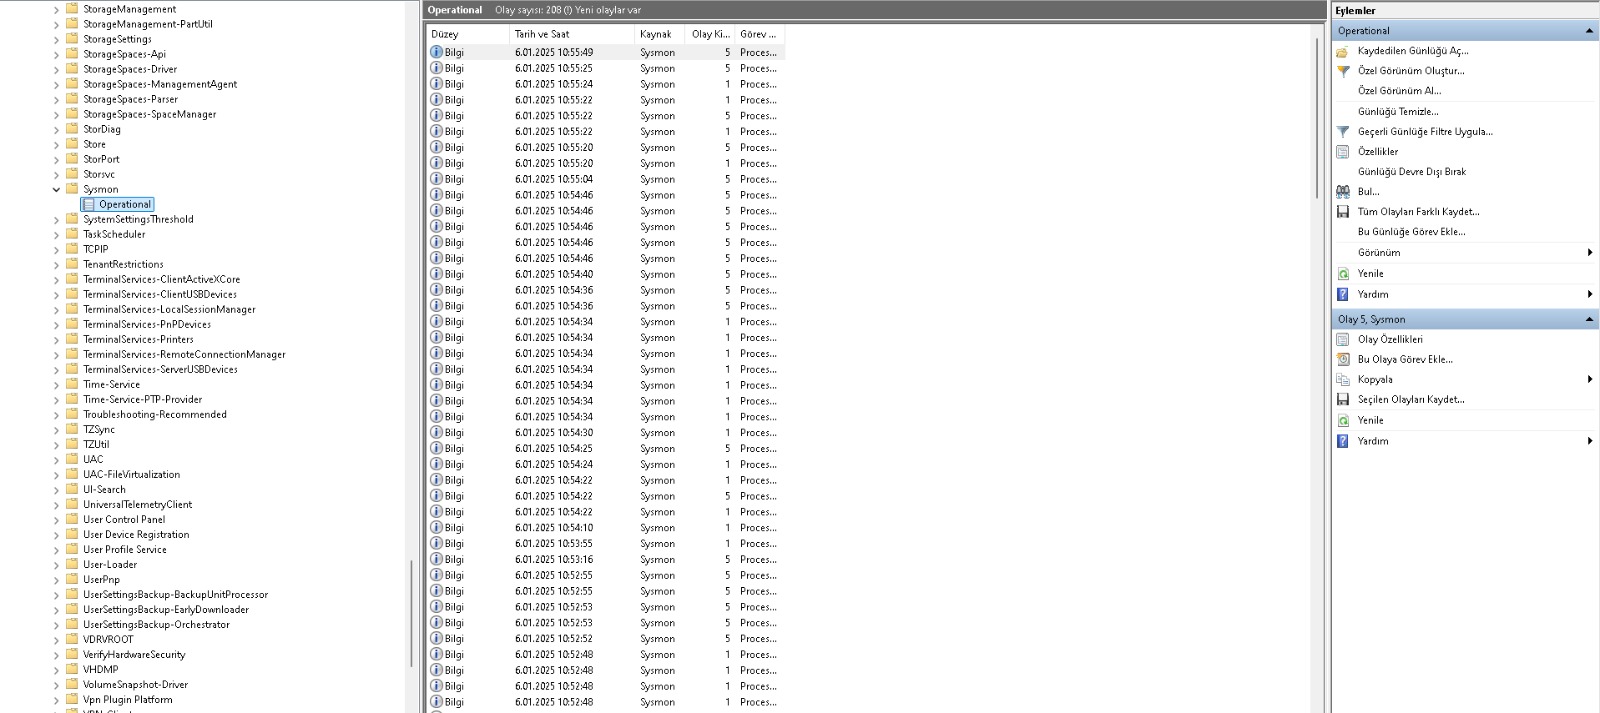 StorageManagement
StorageManagement-PartUtil
StorageSettings
StorageSpaces-Api
StorageSpaces-Driver
StorageSpaces-ManagementAgent
StorageSpaces-Parser
StorageSpaces-SpaceManager
StorDiag
Store
StorPort
Storsvc
Sysmon
Operational
SystemSettingsThreshold
TaskScheduler
TCPIP
TenantRestrictions
TerminalServices-ClientActiveXCore
TerminalServices-ClientUSBDevices
TerminalServices-LocalSessionManager
TerminalServices-PnPDevices
TerminalServices-Printers
TerminalServices-RemoteConnectionManager
TerminalServices-ServerUSBDevices
Time-Service
Time-Service-PTP-Provider
Troubleshooting-Recommended
TZSync
TZUtil
UAC
UAC-FileVirtualization
UI-Search
UniversalTelemetryClient
User Control Panel
User Device Registration
User Profile Service
User-Loader
UserPnp
UserSettingsBackup-BackupUnitProcessor
UserSettingsBackup-EarlyDownloader
UserSettingsBackup-Orchestrator
VDRVROOT
VerifyHardwareSecurity
VHDMP
VolumeSnapshot-Driver
Vpn Plugin Platform
Operational Olay sayısı: 208 (!) Yeni olaylar var
Düzey Tarih ve Saat Kaynak Olay Ki... Görev ...
Bilgi 6.01.2025 10:55:49 Sysmon 5 Proces...
Bilgi 6.01.2025 10:55:25 Sysmon 5 Proces...
Bilgi 6.01.2025 10:55:24 Sysmon 1 Proces...
Bilgi 6.01.2025 10:55:22 Sysmon 1 Proces...
Bilgi 6.01.2025 10:55:22 Sysmon 5 Proces...
Bilgi 6.01.2025 10:55:22 Sysmon 1 Proces...
Bilgi 6.01.2025 10:55:20 Sysmon 5 Proces...
Bilgi 6.01.2025 10:55:20 Sysmon 1 Proces...
Bilgi 6.01.2025 10:55:04 Sysmon 5 Proces...
Bilgi 6.01.2025 10:54:46 Sysmon 5 Proces...
Bilgi 6.01.2025 10:54:46 Sysmon 5 Proces...
Bilgi 6.01.2025 10:54:46 Sysmon 5 Proces...
Bilgi 6.01.2025 10:54:46 Sysmon 5 Proces...
Bilgi 6.01.2025 10:54:46 Sysmon 5 Proces...
Bilgi 6.01.2025 10:54:40 Sysmon 5 Proces...
Bilgi 6.01.2025 10:54:36 Sysmon 5 Proces...
Bilgi 6.01.2025 10:54:36 Sysmon 5 Proces...
Bilgi 6.01.2025 10:54:34 Sysmon 1 Proces...
Bilgi 6.01.2025 10:54:34 Sysmon 1 Proces...
Bilgi 6.01.2025 10:54:34 Sysmon 1 Proces...
Bilgi 6.01.2025 10:54:34 Sysmon 1 Proces...
Bilgi 6.01.2025 10:54:34 Sysmon 1 Proces...
Bilgi 6.01.2025 10:54:34 Sysmon 1 Proces...
Bilgi 6.01.2025 10:54:34 Sysmon 1 Proces...
Bilgi 6.01.2025 10:54:30 Sysmon 1 Proces...
Bilgi 6.01.2025 10:54:25 Sysmon 5 Proces...
Bilgi 6.01.2025 10:54:24 Sysmon 1 Proces...
Bilgi 6.01.2025 10:54:22 Sysmon 1 Proces...
Bilgi 6.01.2025 10:54:22 Sysmon 5 Proces...
Bilgi 6.01.2025 10:54:22 Sysmon 1 Proces...
Bilgi 6.01.2025 10:54:10 Sysmon 1 Proces...
Bilgi 6.01.2025 10:53:55 Sysmon 1 Proces...
Bilgi 6.01.2025 10:53:16 Sysmon 5 Proces...
Bilgi 6.01.2025 10:52:55 Sysmon 5 Proces...
Bilgi 6.01.2025 10:52:55 Sysmon 5 Proces...
Bilgi 6.01.2025 10:52:53 Sysmon 5 Proces...
Bilgi 6.01.2025 10:52:53 Sysmon 5 Proces...
Bilgi 6.01.2025 10:52:52 Sysmon 5 Proces...
Bilgi 6.01.2025 10:52:48 Sysmon 1 Proces...
Bilgi 6.01.2025 10:52:48 Sysmon 1 Proces...
Bilgi 6.01.2025 10:52:48 Sysmon 1 Proces...
Bilgi 6.01.2025 10:52:48 Sysmon 1 Proces...
Eylemler
Operational
Kaydedilen Günlüğü Aç...
Özel Görünüm Oluştur...
Özel Görünüm Al...
Günlüğü Temizle...
Geçerli Günlüğe Filtre Uygula...
Özellikler
Günlüğü Devre Dışı Bırak
Bul...
Tüm Olayları Farklı Kaydet...
Bu Günlüğe Görev Ekle...
Görünüm
Yenile
Yardım
Olay 5, Sysmon
Olay Özellikleri
Bu Olaya Görev Ekle...
Kopyala
Seçilen Olayları Kaydet...
Yenile
Yardım